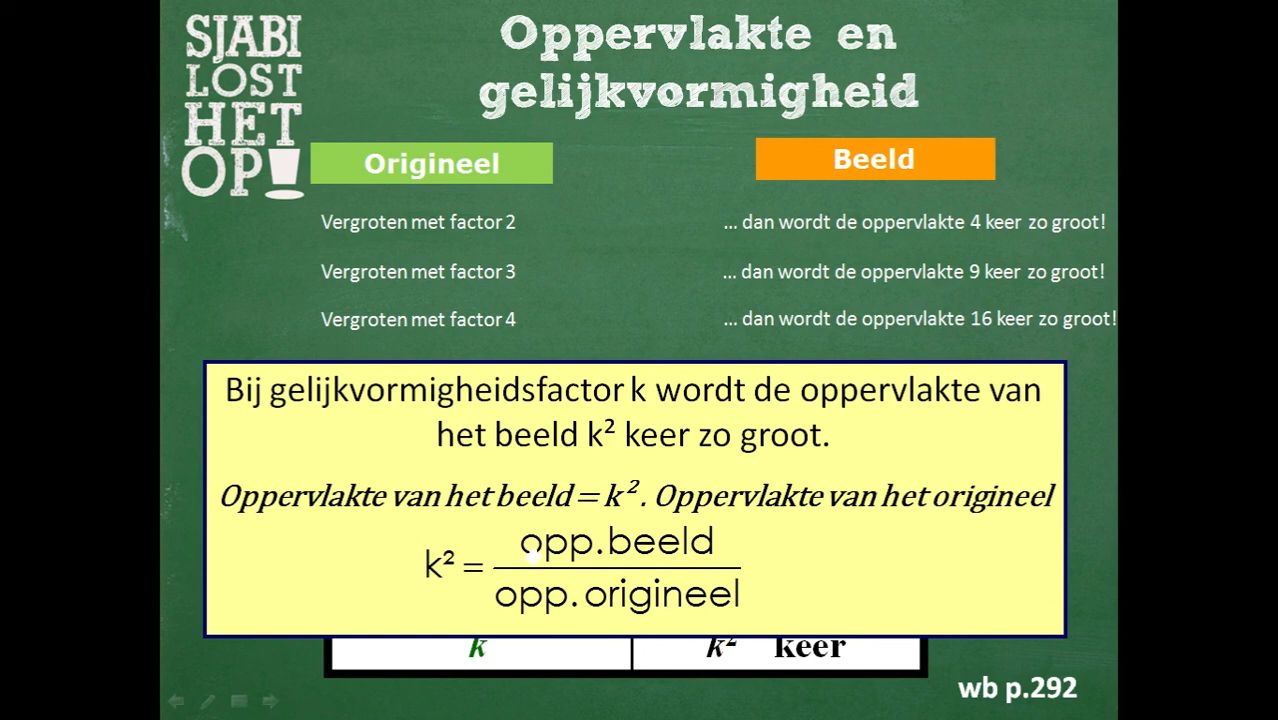 SJABI
LOST
HET
OP!
Oppervlakte en
gelijkvormigheid
Origineel
Beeld
Vergroten met factor 2
... dan wordt de oppervlakte 4 keer zo groot!
Vergroten met factor 3
... dan wordt de oppervlakte 9 keer zo groot!
Vergroten met factor 4
... dan wordt de oppervlakte 16 keer zo groot!
Bij gelijkvormigheidsfactor k wordt de oppervlakte van
het beeld k² keer zo groot.
Oppervlakte van het beeld = k². Oppervlakte van het origineel
k² = opp.beeld
opp.origineel
k
k² keer
wb p.292